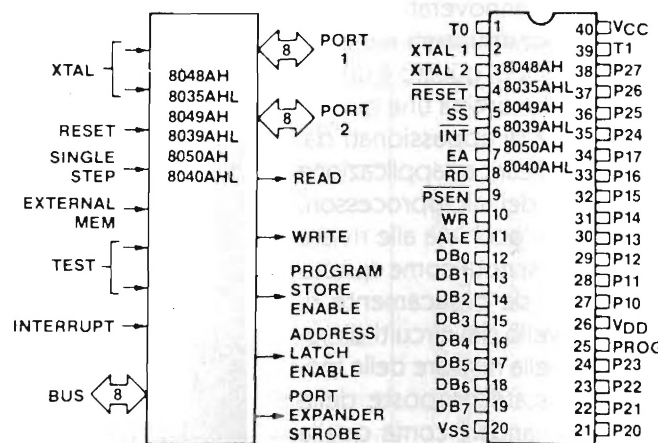 XTAL
RESET
SINGLE
STEP
EXTERNAL
MEM
TEST
INTERRUPT
BUS
8
8048AH
8035AHL
8049AH
8039AHL
8050AH
8040AHL
8
PORT
1
8
PORT
2
READ
WRITE
PROGRAM
STORE
ENABLE
ADDRESS
LATCH
ENABLE
PORT
EXPANDER
STROBE
T0 1
XTAL 1 2
XTAL 2 3
RESET 4
SS 5
INT 6
EA 7
RD 8
PSEN 9
WR 10
ALE 11
DB0 12
DB1 13
DB2 14
DB3 15
DB4 16
DB5 17
DB6 18
DB7 19
VSS 20
8048AH
8035AHL
8049AH
8039AHL
8050AH
8040AHL
40 VCC
39 T1
38 P27
37 P26
36 P25
35 P24
34 P17
33 P16
32 P15
31 P14
30 P13
29 P12
28 P11
27 P10
26 VDD
25 PROG
24 P23
23 P22
22 P21
21 P20